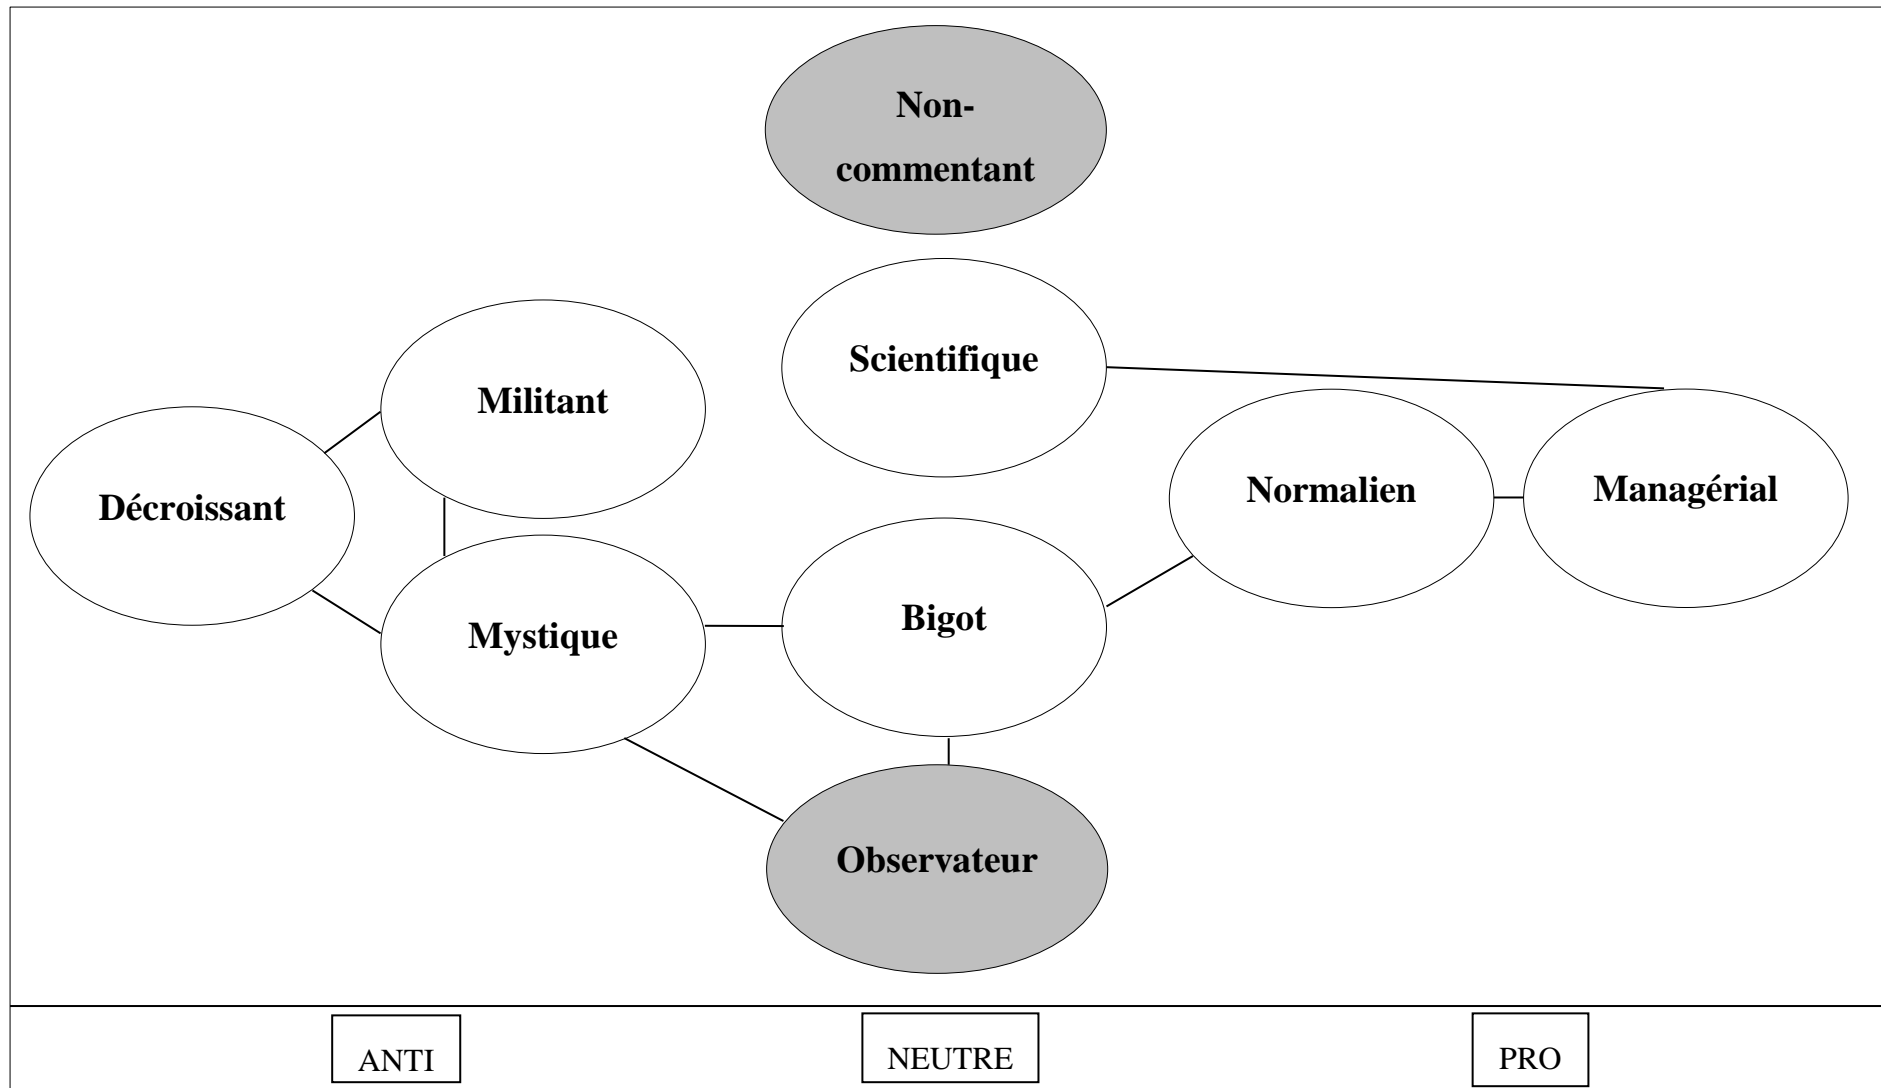 Non-
commentant
Scientifique
Militant
Normalien
Managérial
Décroissant
Mystique
Bigot
Observateur
ANTI
NEUTRE
PRO